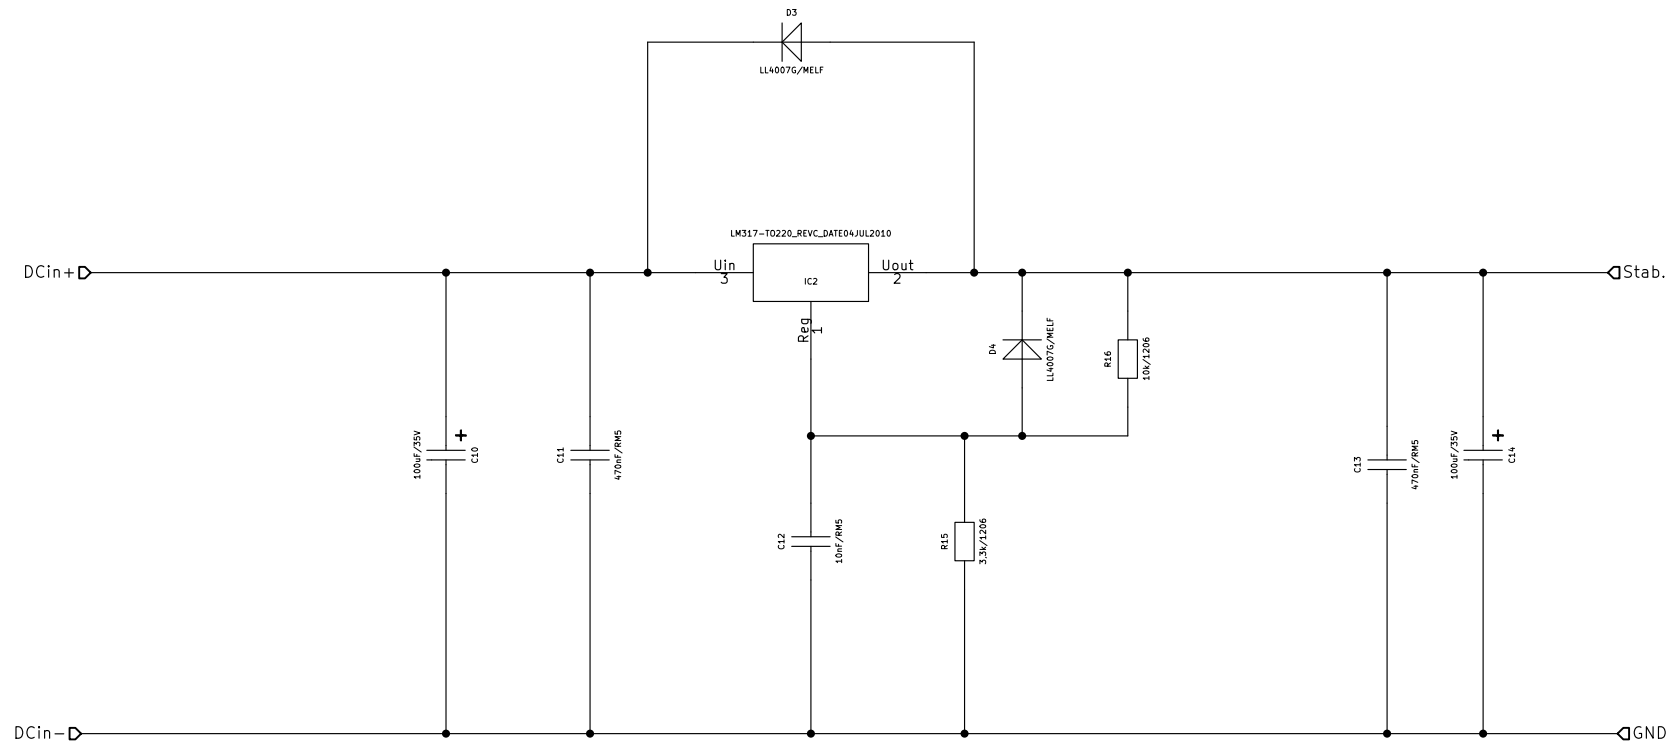 D3
LL4007G/MELF
LM317-TO220_REVC_DATE04JUL2010
DCin+
Uin
3
IC2
Uout
2
Stab.
Reg
1
D4
LL4007G/MELF
R16
10k/1206
100uF/35V
+
C10
C11
470nF/RM5
C13
470nF/RM5
100uF/35V
+
C14
C12
10nF/RM5
R15
3.3k/1206
DCin-
GND